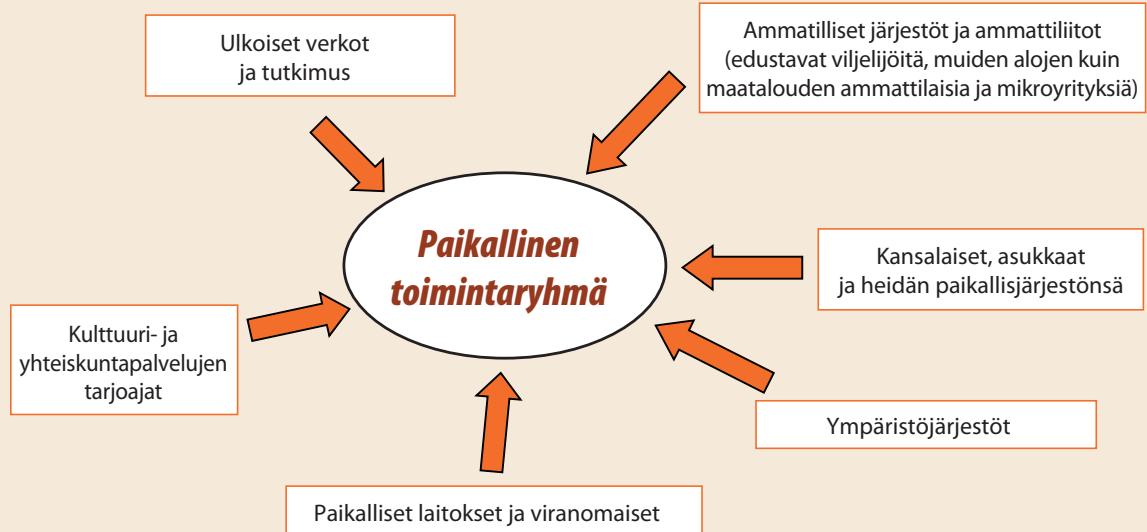 Ulkoiset verkot
ja tutkimus
Ammatilliset järjestöt ja ammattiliitot
(edustavat viljelijöitä, muiden alojen kuin
maatalouden ammattilaisia ja mikroyrityksiä)
Paikallinen
toimintaryhmä
Kansalaiset, asukkaat
ja heidän paikallisjärjestönsä
Kulttuuri- ja
yhteiskuntapalvelujen
tarjoajat
Ympäristöjärjestöt
Paikalliset laitokset ja viranomaiset